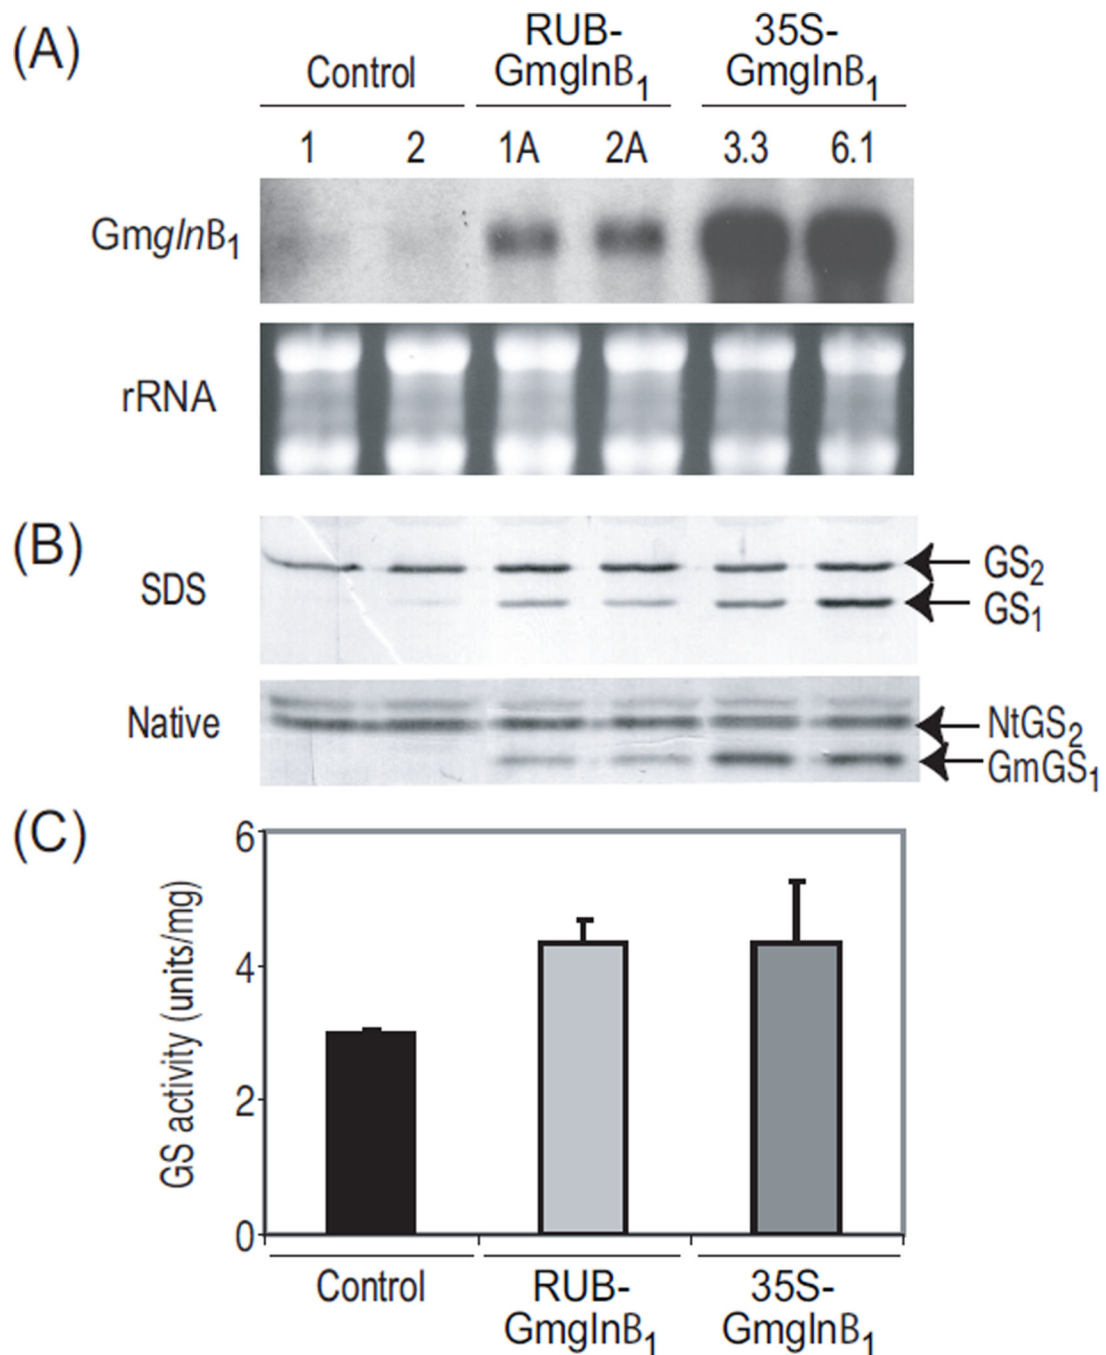 (A)
Control
RUB-
GmglnB1
35S-
GmglnB1
1 2 1A 2A 3.3 6.1
GmglnB1
rRNA
(B)
SDS
GS2
GS1
Native
NtGS2
GmGS1
(C)
GS activity (units/mg)
6
4
2
0
Control
RUB-
GmglnB1
35S-
GmglnB1